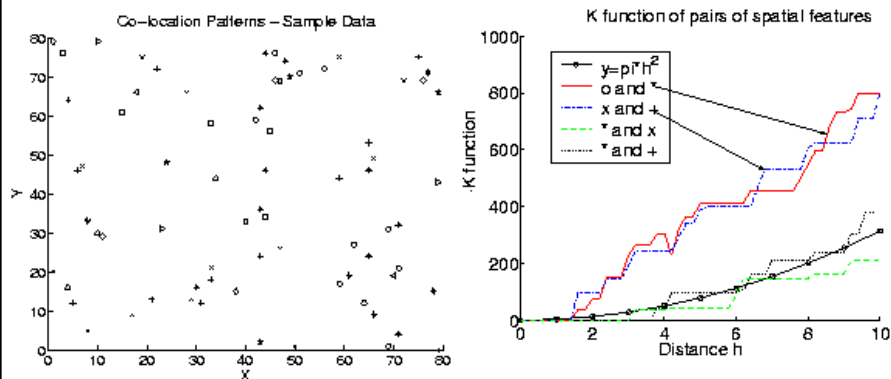 Co-location Patterns - Sample Data
80
70
60
50
40
30
20
10
0
Y
0 10 20 30 40 50 60 70 80
X
K function of pairs of spatial features
1000
800
600
400
200
0
K function
y=pi*h²
o and *
x and +
* and x
* and +
0 2 4 6 8 10
Distance h